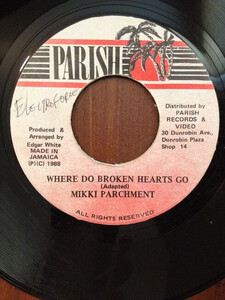 PARISH
ELECTROFONE
Produced &
Arranged by
Edgar White
MADE IN
JAMAICA
(P)(C) 1988
Distributed by
PARISH
RECORDS &
VIDEO
30 Dunrobin Ave,
Dunrobin Plaza
Shop 14
WHERE DO BROKEN HEARTS GO
(Adapted)
MIKKI PARCHMENT
ALL RIGHTS RESERVED